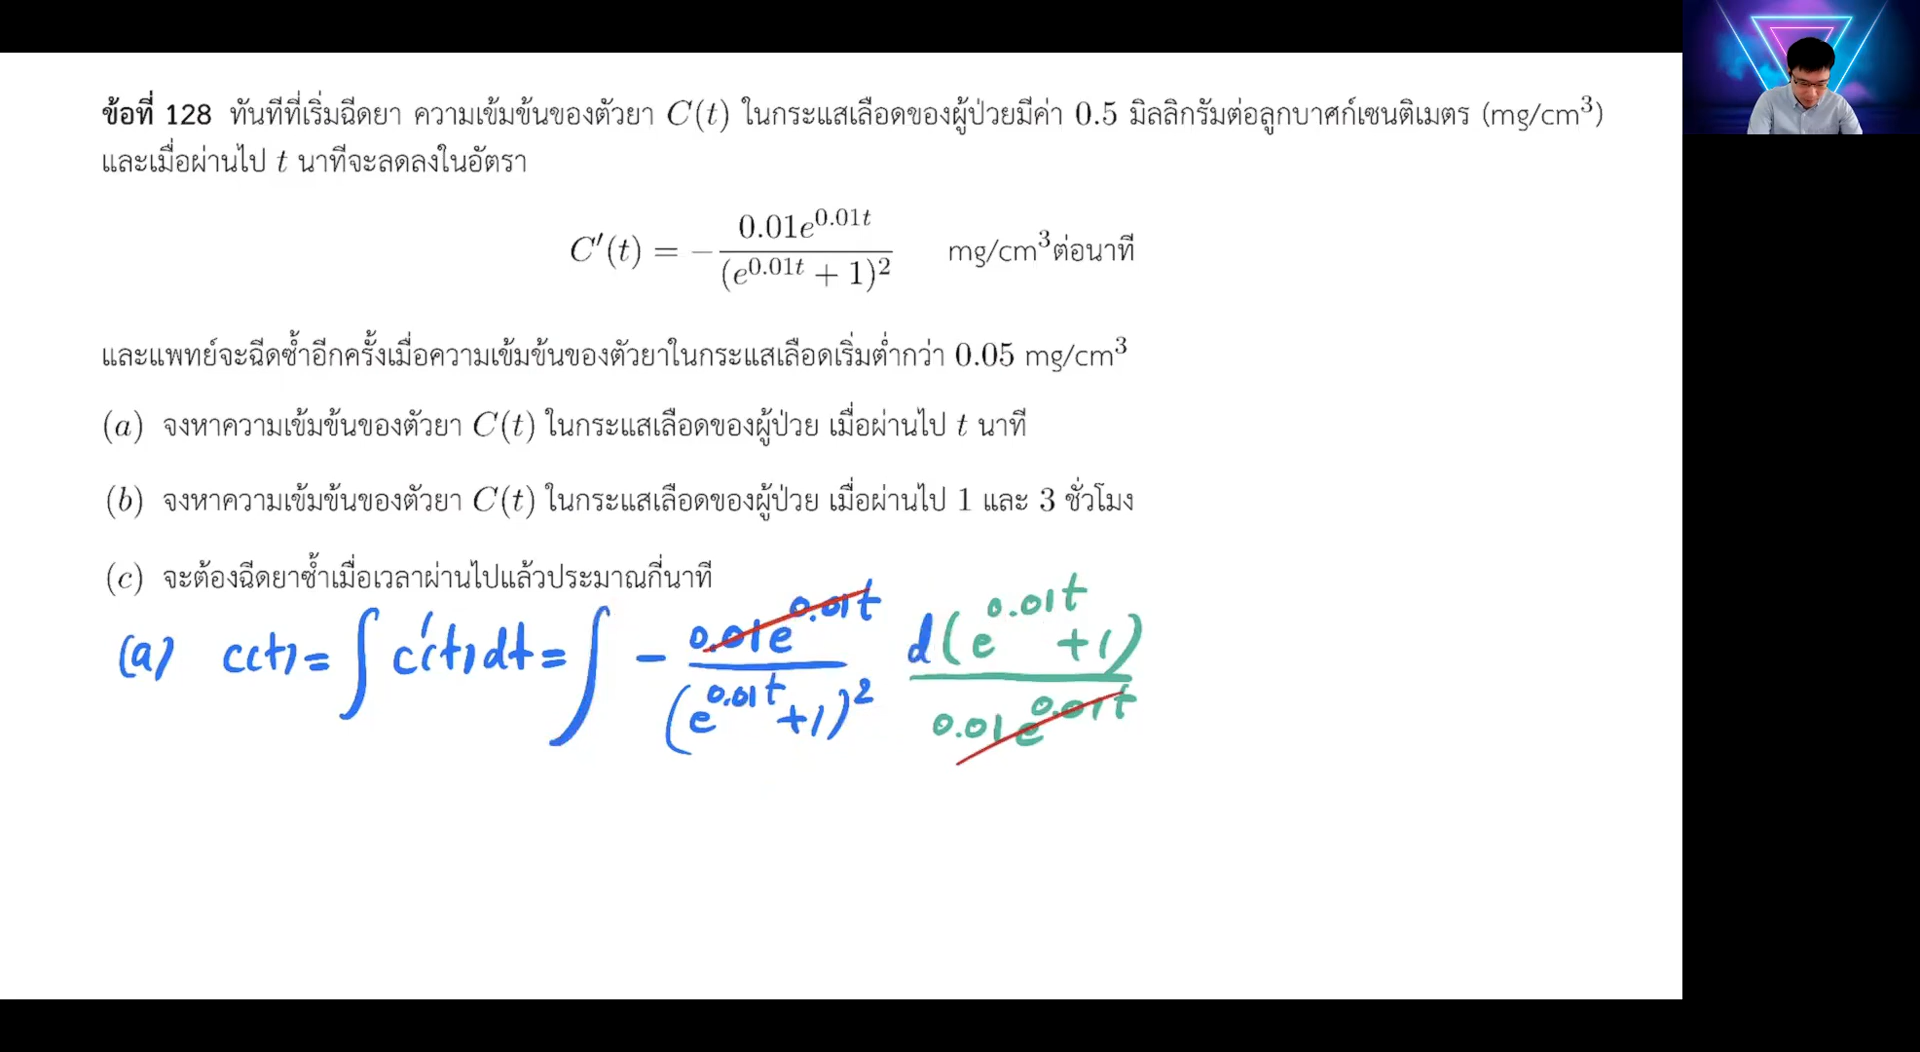 ข้อที่ 128 ทันทีที่เริ่มฉีดยา ความเข้มข้นของตัวยา C(t) ในกระแสเลือดของผู้ป่วยมีค่า 0.5 มิลลิกรัมต่อลูกบาศก์เซนติเมตร (mg/cm³)
และเมื่อผ่านไป t นาทีจะลดลงในอัตรา
C′(t) = −(0.01e^{0.01t})/((e^{0.01t} + 1)²) mg/cm³ต่อนาที
และแพทย์จะฉีดซ้ำอีกครั้งเมื่อความเข้มข้นของตัวยาในกระแสเลือดเริ่มต่ำกว่า 0.05 mg/cm³
(a) จงหาความเข้มข้นของตัวยา C(t) ในกระแสเลือดของผู้ป่วย เมื่อผ่านไป t นาที
(b) จงหาความเข้มข้นของตัวยา C(t) ในกระแสเลือดของผู้ป่วย เมื่อผ่านไป 1 และ 3 ชั่วโมง
(c) จะต้องฉีดยาซ้ำเมื่อเวลาผ่านไปแล้วประมาณกี่นาที
(a) C(t) = ∫ C′(t) dt = ∫ − (0.01e^{0.01t})/((e^{0.01t} + 1)²) d(e^{0.01t} + 1)/(0.01e^{0.01t})